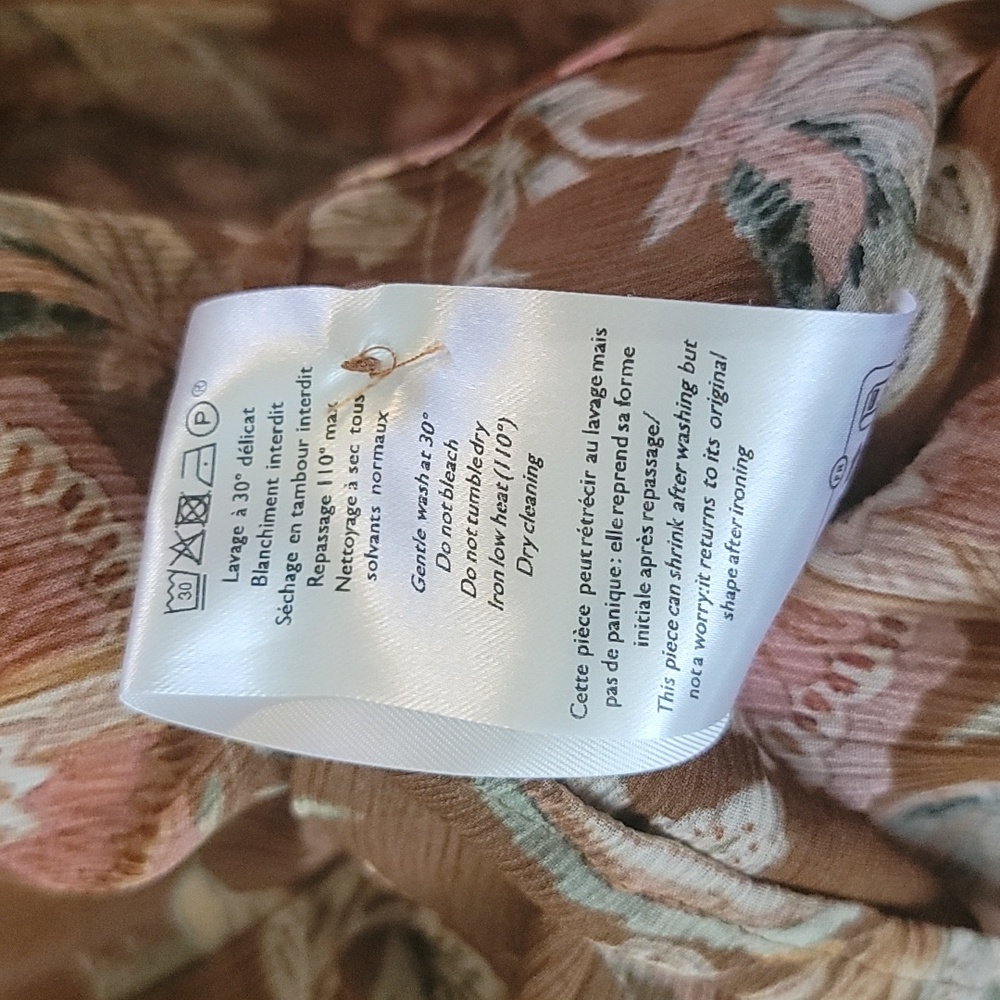 30 P ®
Lavage à 30° délicat
Blanchiment interdit
Séchage en tambour interdit
Repassage 110° max
Nettoyage à sec tous
solvants normaux
Gentle wash at 30°
Do not bleach
Do not tumble dry
Iron low heat (110°)
Dry cleaning
Cette pièce peut rétrécir au lavage mais
pas de panique : elle reprend sa forme
initiale après repassage/
This piece can shrink after washing but
not a worry:it returns to its original
shape after ironing